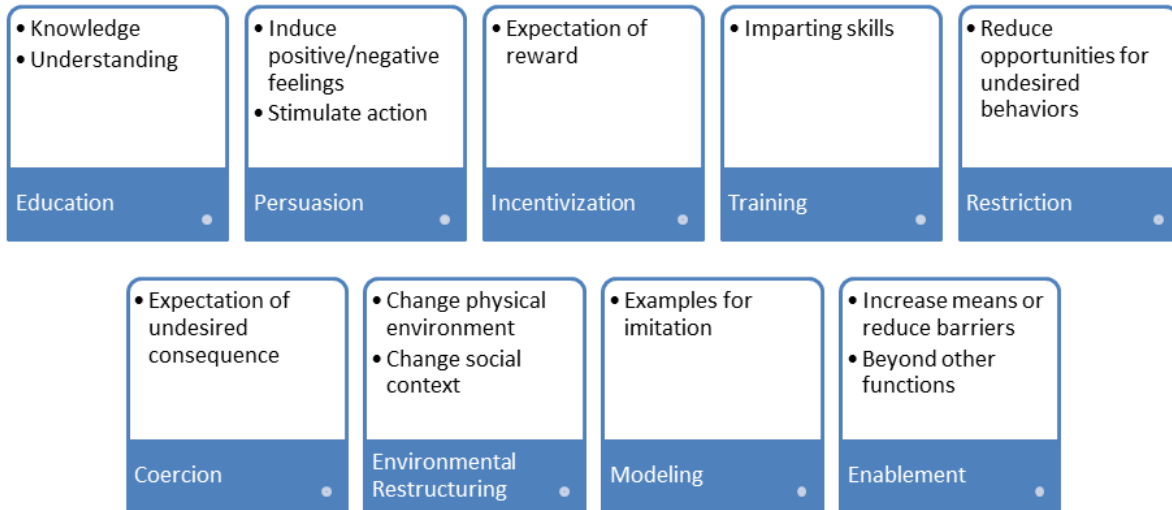 • Knowledge
• Understanding
Education
• Induce
positive/negative
feelings
• Stimulate action
Persuasion
• Expectation of
reward
Incentivization
• Imparting skills
Training
• Reduce
opportunities for
undesired
behaviors
Restriction
• Expectation of
undesired
consequence
Coercion
• Change physical
environment
• Change social
context
Environmental
Restructuring
• Examples for
imitation
Modeling
• Increase means or
reduce barriers
• Beyond other
functions
Enablement